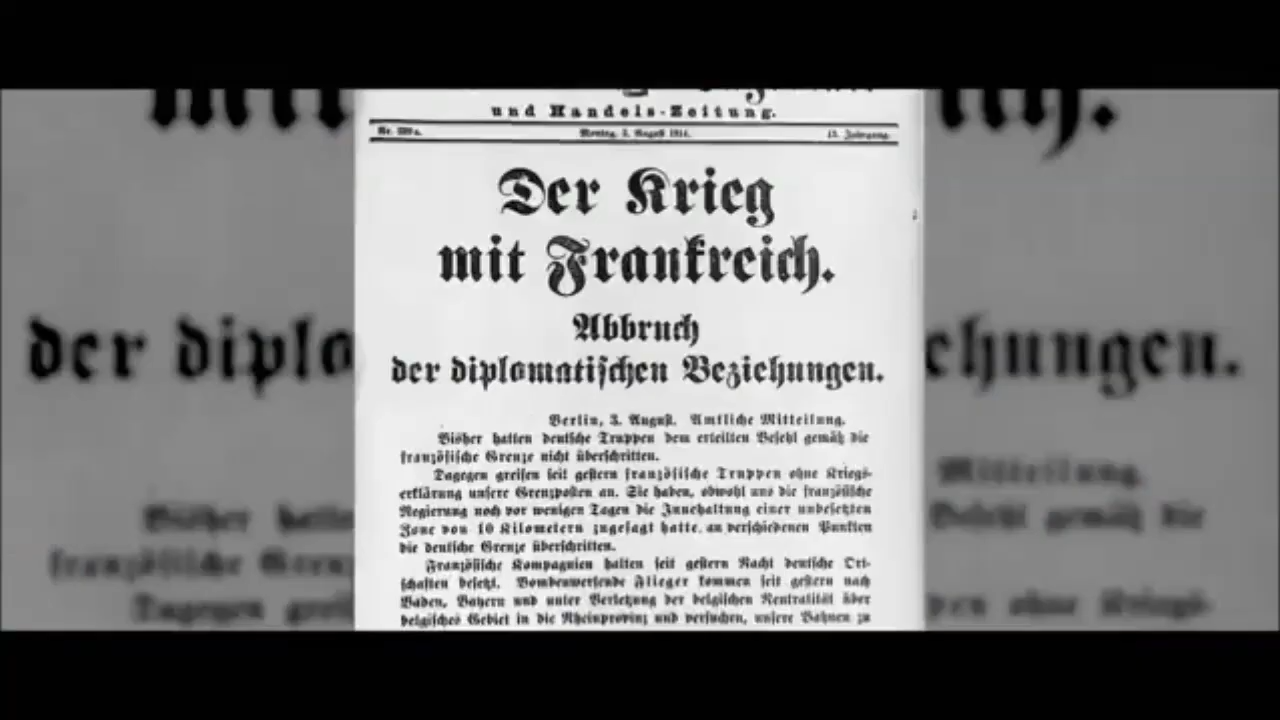 und Handels-Zeitung.
Montag, 3. August 1914.
13. Jahrgang.
Der Krieg
mit Frankreich.
Abbruch
der diplomatischen Beziehungen.
Berlin, 3. August. Amtliche Mitteilung.
Bisher hatten deutsche Truppen dem erteilten Befehl gemäß die
französische Grenze nicht überschritten.
Dagegen greifen seit gestern französische Truppen ohne Kriegs-
erklärung unsere Grenzposten an. Sie haben, obwohl uns die französische
Regierung noch vor wenigen Tagen die Innehaltung einer unbesetzten
Zone von 10 Kilometern zugesagt hatte, an verschiedenen Punkten
die deutsche Grenze überschritten.
Französische Kompagnien halten seit gestern Nacht deutsche Ort-
schaften besetzt. Bombenwerfende Flieger kommen seit gestern nach
Baden, Bayern und unter Verletzung der belgischen Neutralität über
belgisches Gebiet in die Rheinprovinz und versuchen, unsere Bahnen zu